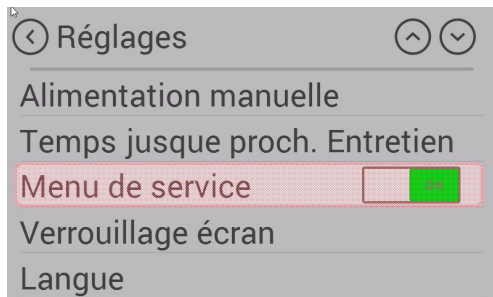 Réglages
Alimentation manuelle
Temps jusque proch. Entretien
Menu de service
Verrouillage écran
Langue